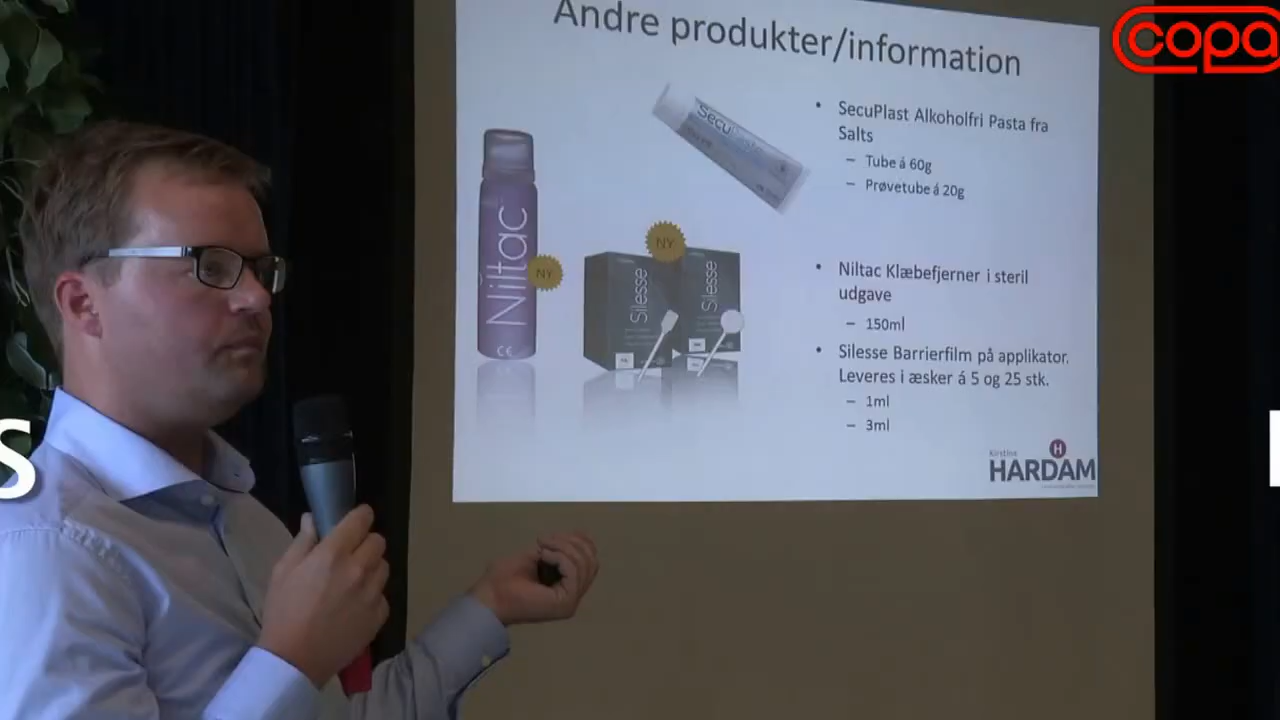 Andre produkter/information
copa
SecuPlast Alkoholfri Pasta fra
Salts
– Tube á 60g
– Prøvetube á 20g
Niltac
NY
NY
Silesse
Silesse
Niltac Klæbefjerner i steril
udgave
– 150ml
Silesse Barrierfilm på applikator.
Leveres i æsker á 5 og 25 stk.
– 1ml
– 3ml
Kirstine
H
HARDAM
S